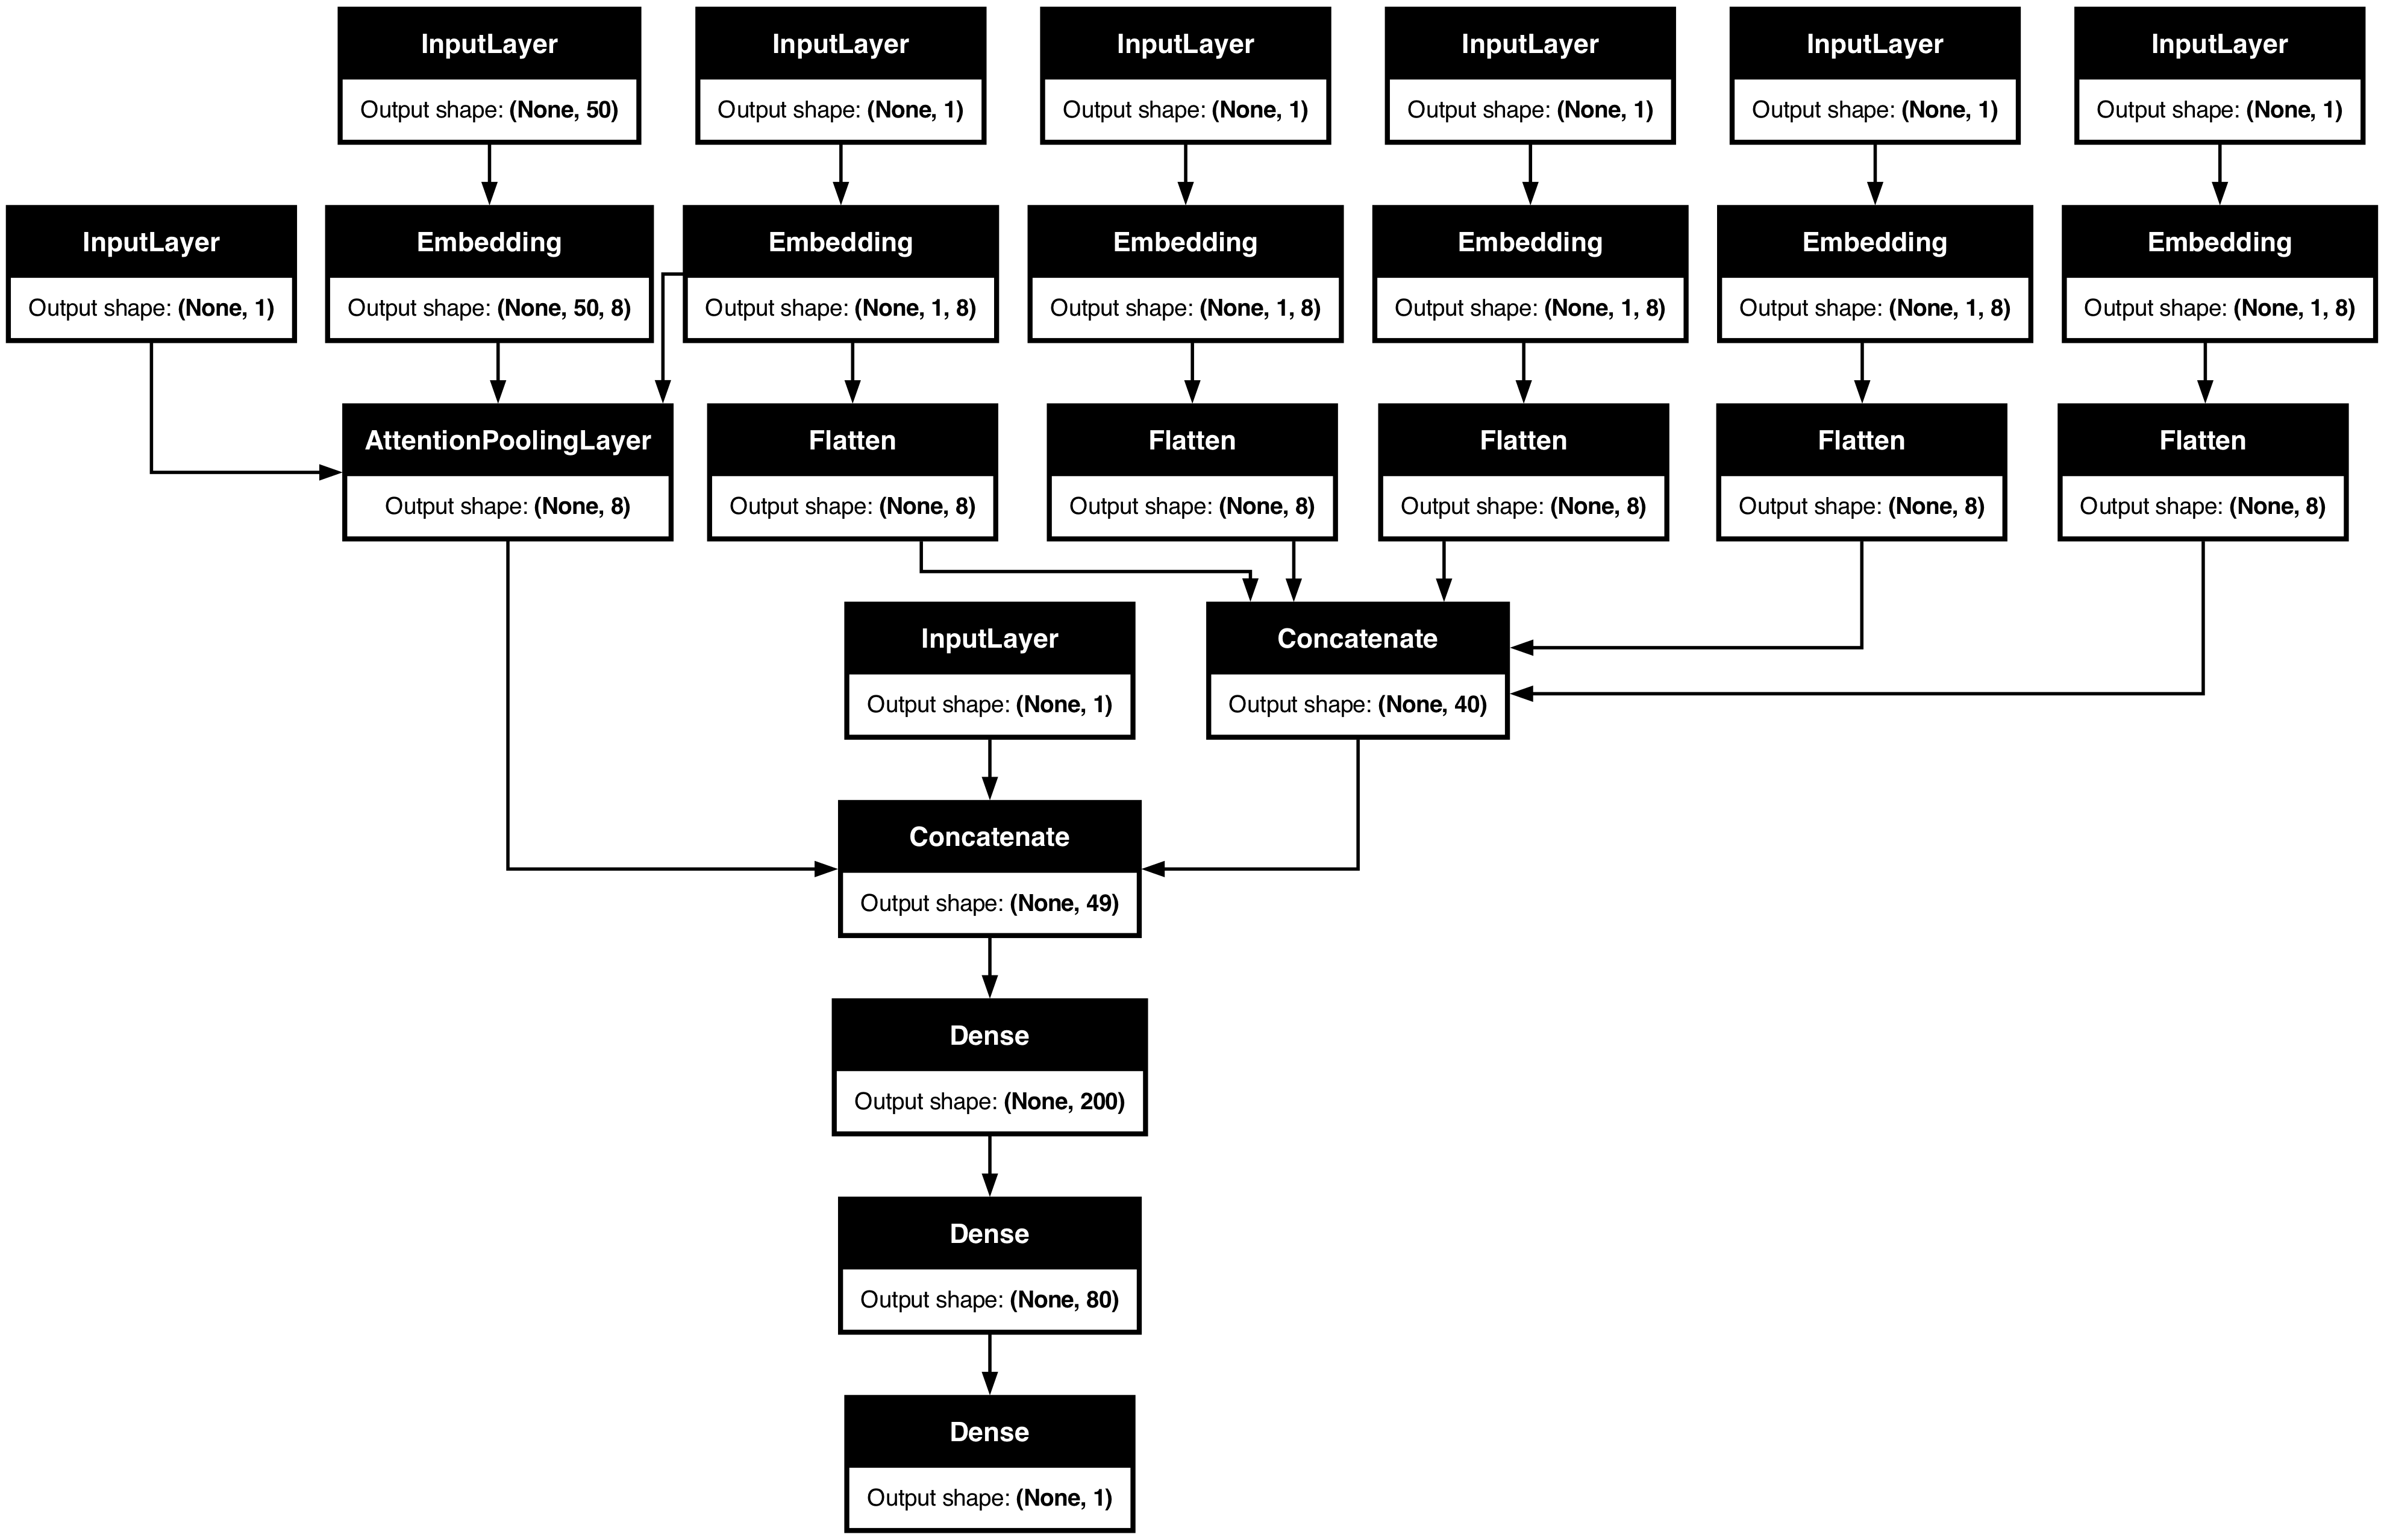 InputLayer
Output shape: (None, 50)
InputLayer
Output shape: (None, 1)
InputLayer
Output shape: (None, 1)
InputLayer
Output shape: (None, 1)
InputLayer
Output shape: (None, 1)
InputLayer
Output shape: (None, 1)
InputLayer
Output shape: (None, 1)
Embedding
Output shape: (None, 50, 8)
Embedding
Output shape: (None, 1, 8)
Embedding
Output shape: (None, 1, 8)
Embedding
Output shape: (None, 1, 8)
Embedding
Output shape: (None, 1, 8)
Embedding
Output shape: (None, 1, 8)
AttentionPoolingLayer
Output shape: (None, 8)
Flatten
Output shape: (None, 8)
Flatten
Output shape: (None, 8)
Flatten
Output shape: (None, 8)
Flatten
Output shape: (None, 8)
Flatten
Output shape: (None, 8)
InputLayer
Output shape: (None, 1)
Concatenate
Output shape: (None, 40)
Concatenate
Output shape: (None, 49)
Dense
Output shape: (None, 200)
Dense
Output shape: (None, 80)
Dense
Output shape: (None, 1)